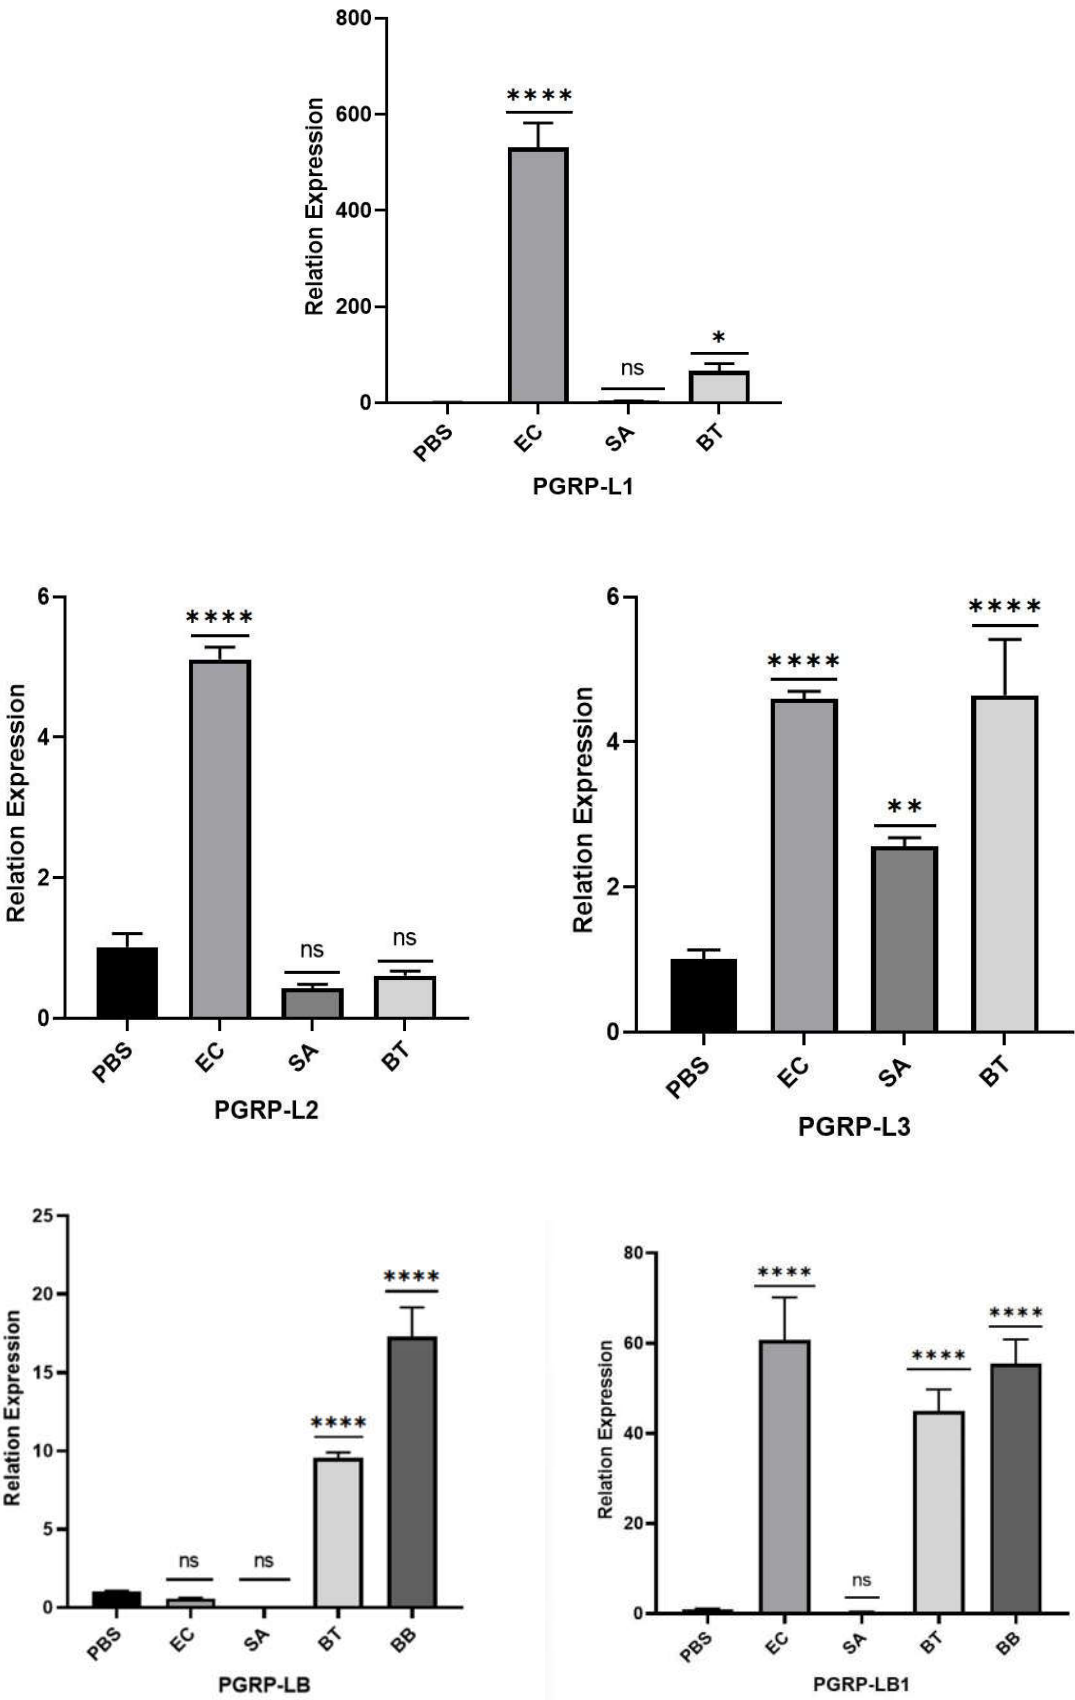 800
600
400
200
0
Relation Expression
****
ns
*
PBS
EC
SA
BT
PGRP-L1
6
4
2
0
Relation Expression
****
ns
ns
PBS
EC
SA
BT
PGRP-L2
6
4
2
0
Relation Expression
****
**
****
PBS
EC
SA
BT
PGRP-L3
25
20
15
10
5
0
Relation Expression
ns
ns
****
****
PBS
EC
SA
BT
BB
PGRP-LB
80
60
40
20
0
Relation Expression
****
ns
****
****
PBS
EC
SA
BT
BB
PGRP-LB1